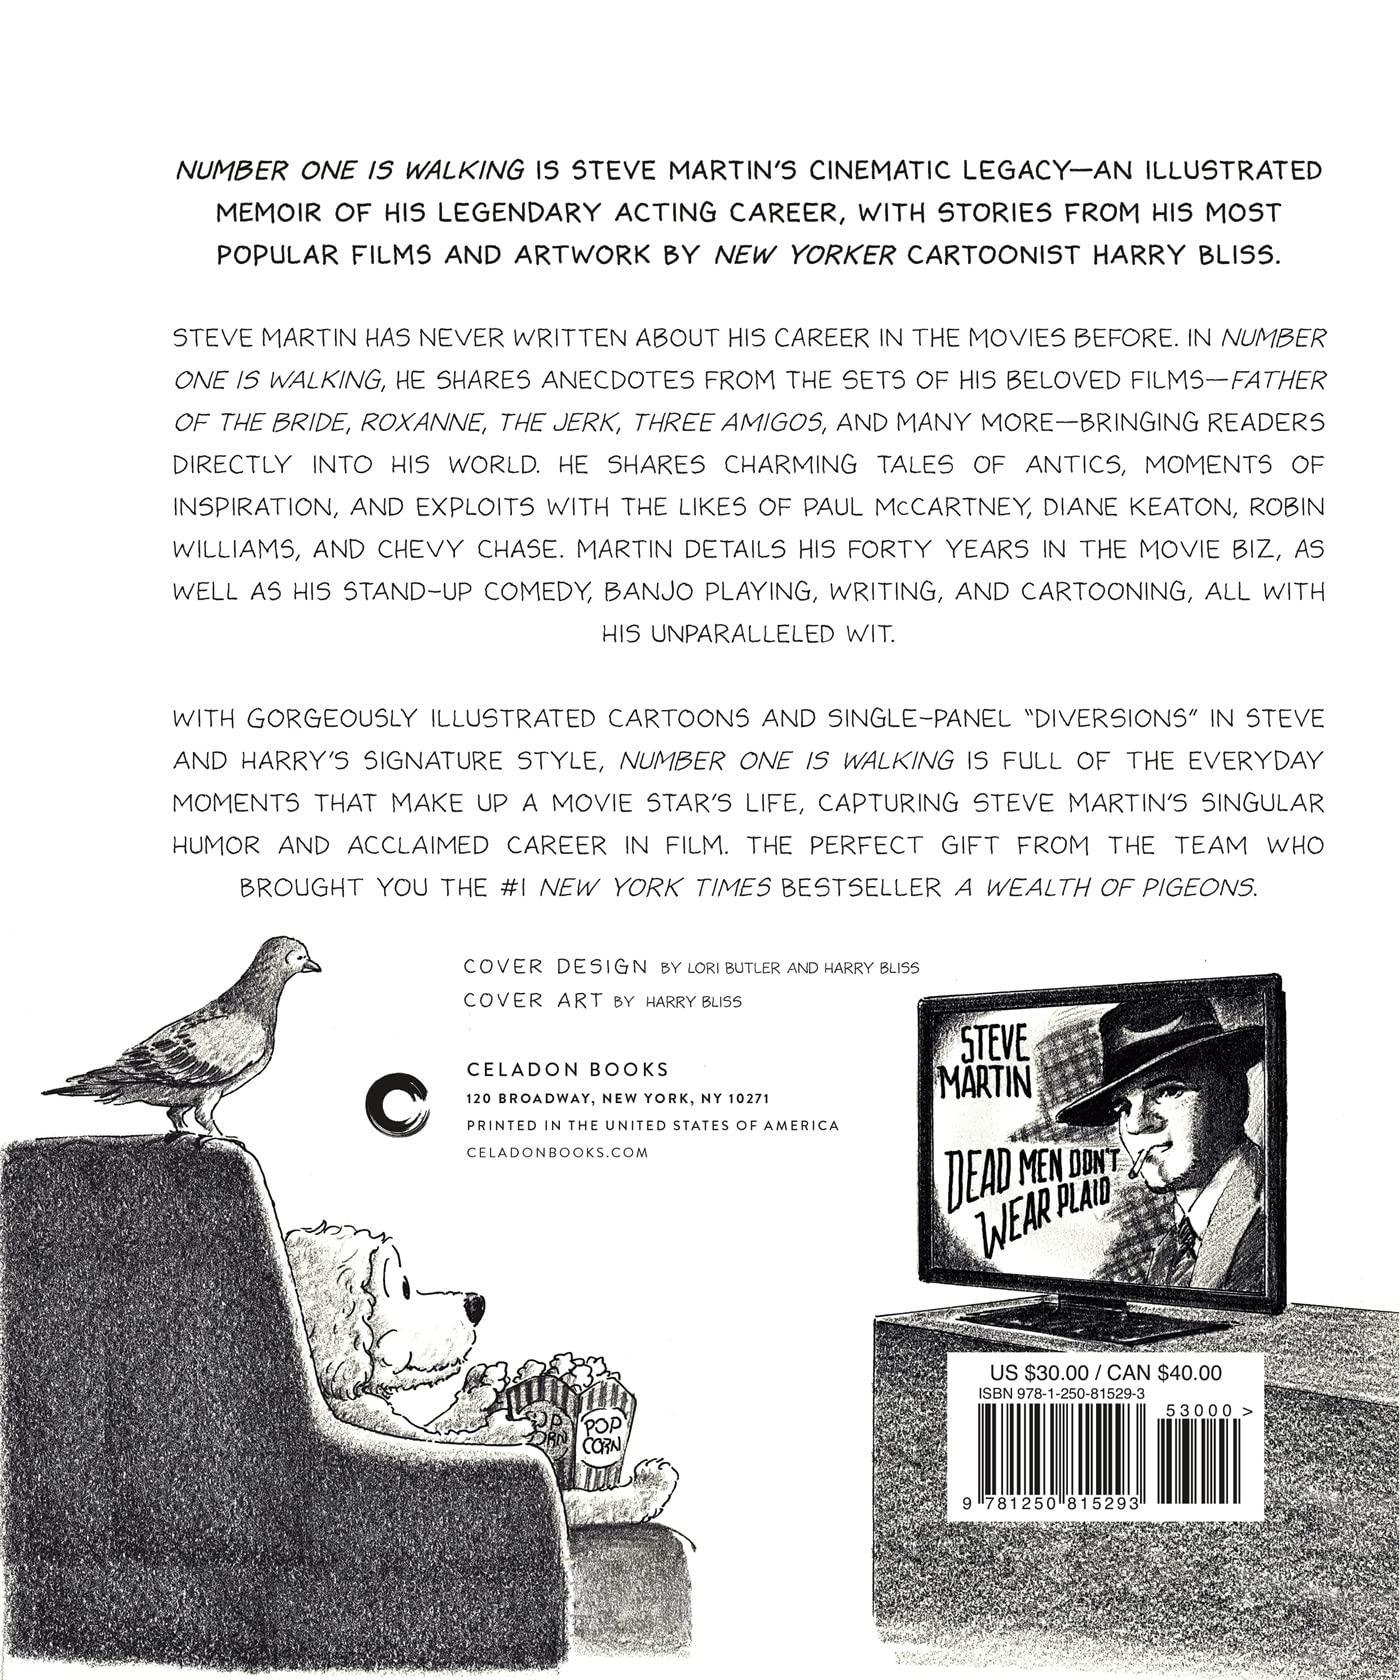 NUMBER ONE IS WALKING IS STEVE MARTIN'S CINEMATIC LEGACY—AN ILLUSTRATED
MEMOIR OF HIS LEGENDARY ACTING CAREER, WITH STORIES FROM HIS MOST
POPULAR FILMS AND ARTWORK BY NEW YORKER CARTOONIST HARRY BLISS.
STEVE MARTIN HAS NEVER WRITTEN ABOUT HIS CAREER IN THE MOVIES BEFORE. IN NUMBER
ONE IS WALKING, HE SHARES ANECDOTES FROM THE SETS OF HIS BELOVED FILMS—FATHER
OF THE BRIDE, ROXANNE, THE JERK, THREE AMIGOS, AND MANY MORE—BRINGING READERS
DIRECTLY INTO HIS WORLD. HE SHARES CHARMING TALES OF ANTICS, MOMENTS OF
INSPIRATION, AND EXPLOITS WITH THE LIKES OF PAUL McCARTNEY, DIANE KEATON, ROBIN
WILLIAMS, AND CHEVY CHASE. MARTIN DETAILS HIS FORTY YEARS IN THE MOVIE BIZ, AS
WELL AS HIS STAND-UP COMEDY, BANJO PLAYING, WRITING, AND CARTOONING, ALL WITH
HIS UNPARALLELED WIT.
WITH GORGEOUSLY ILLUSTRATED CARTOONS AND SINGLE-PANEL “DIVERSIONS” IN STEVE
AND HARRY'S SIGNATURE STYLE, NUMBER ONE IS WALKING IS FULL OF THE EVERYDAY
MOMENTS THAT MAKE UP A MOVIE STAR'S LIFE, CAPTURING STEVE MARTIN'S SINGULAR
HUMOR AND ACCLAIMED CAREER IN FILM. THE PERFECT GIFT FROM THE TEAM WHO
BROUGHT YOU THE #1 NEW YORK TIMES BESTSELLER A WEALTH OF PIGEONS.
COVER DESIGN BY LORI BUTLER AND HARRY BLISS
COVER ART BY HARRY BLISS
CELADON BOOKS
120 BROADWAY, NEW YORK, NY 10271
PRINTED IN THE UNITED STATES OF AMERICA
CELADONBOOKS.COM
STEVE
MARTIN
DEAD MEN DON'T
WEAR PLAID
POP
CORN
US $30.00 / CAN $40.00
ISBN 978-1-250-81529-3
53000 >
9 781250 815293